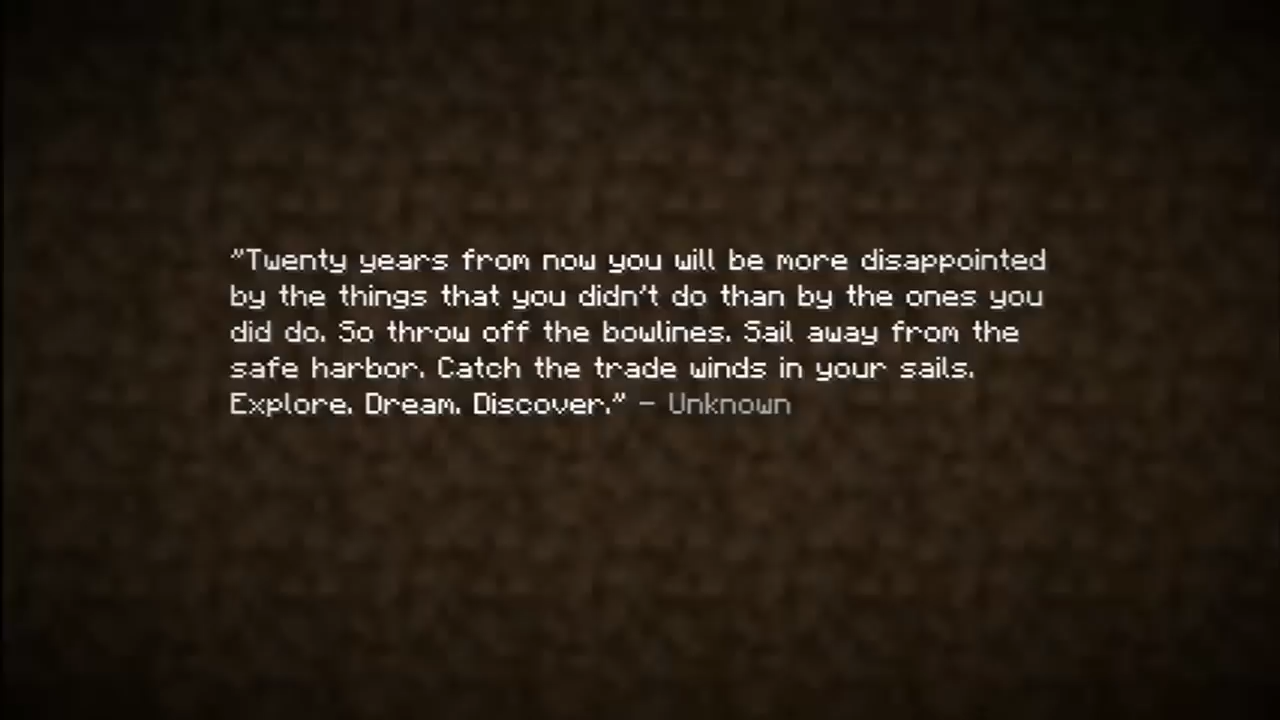 "Twenty years from now you will be more disappointed
by the things that you didn't do than by the ones you
did do. So throw off the bowlines. Sail away from the
safe harbor. Catch the trade winds in your sails.
Explore. Dream. Discover." – Unknown